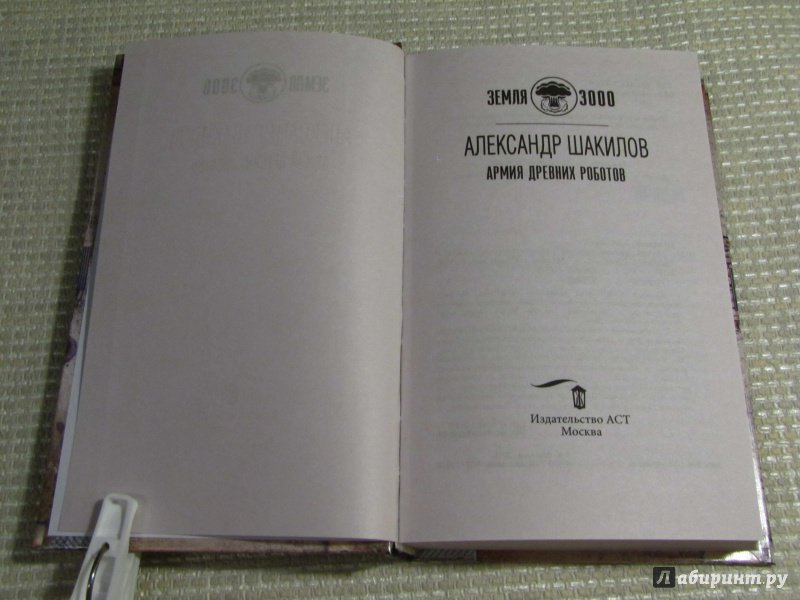 ЗЕМЛЯ 3000
АЛЕКСАНДР ШАКИЛОВ
АРМИЯ ДРЕВНИХ РОБОТОВ
Издательство АСТ
Москва
Лабиринт.ру